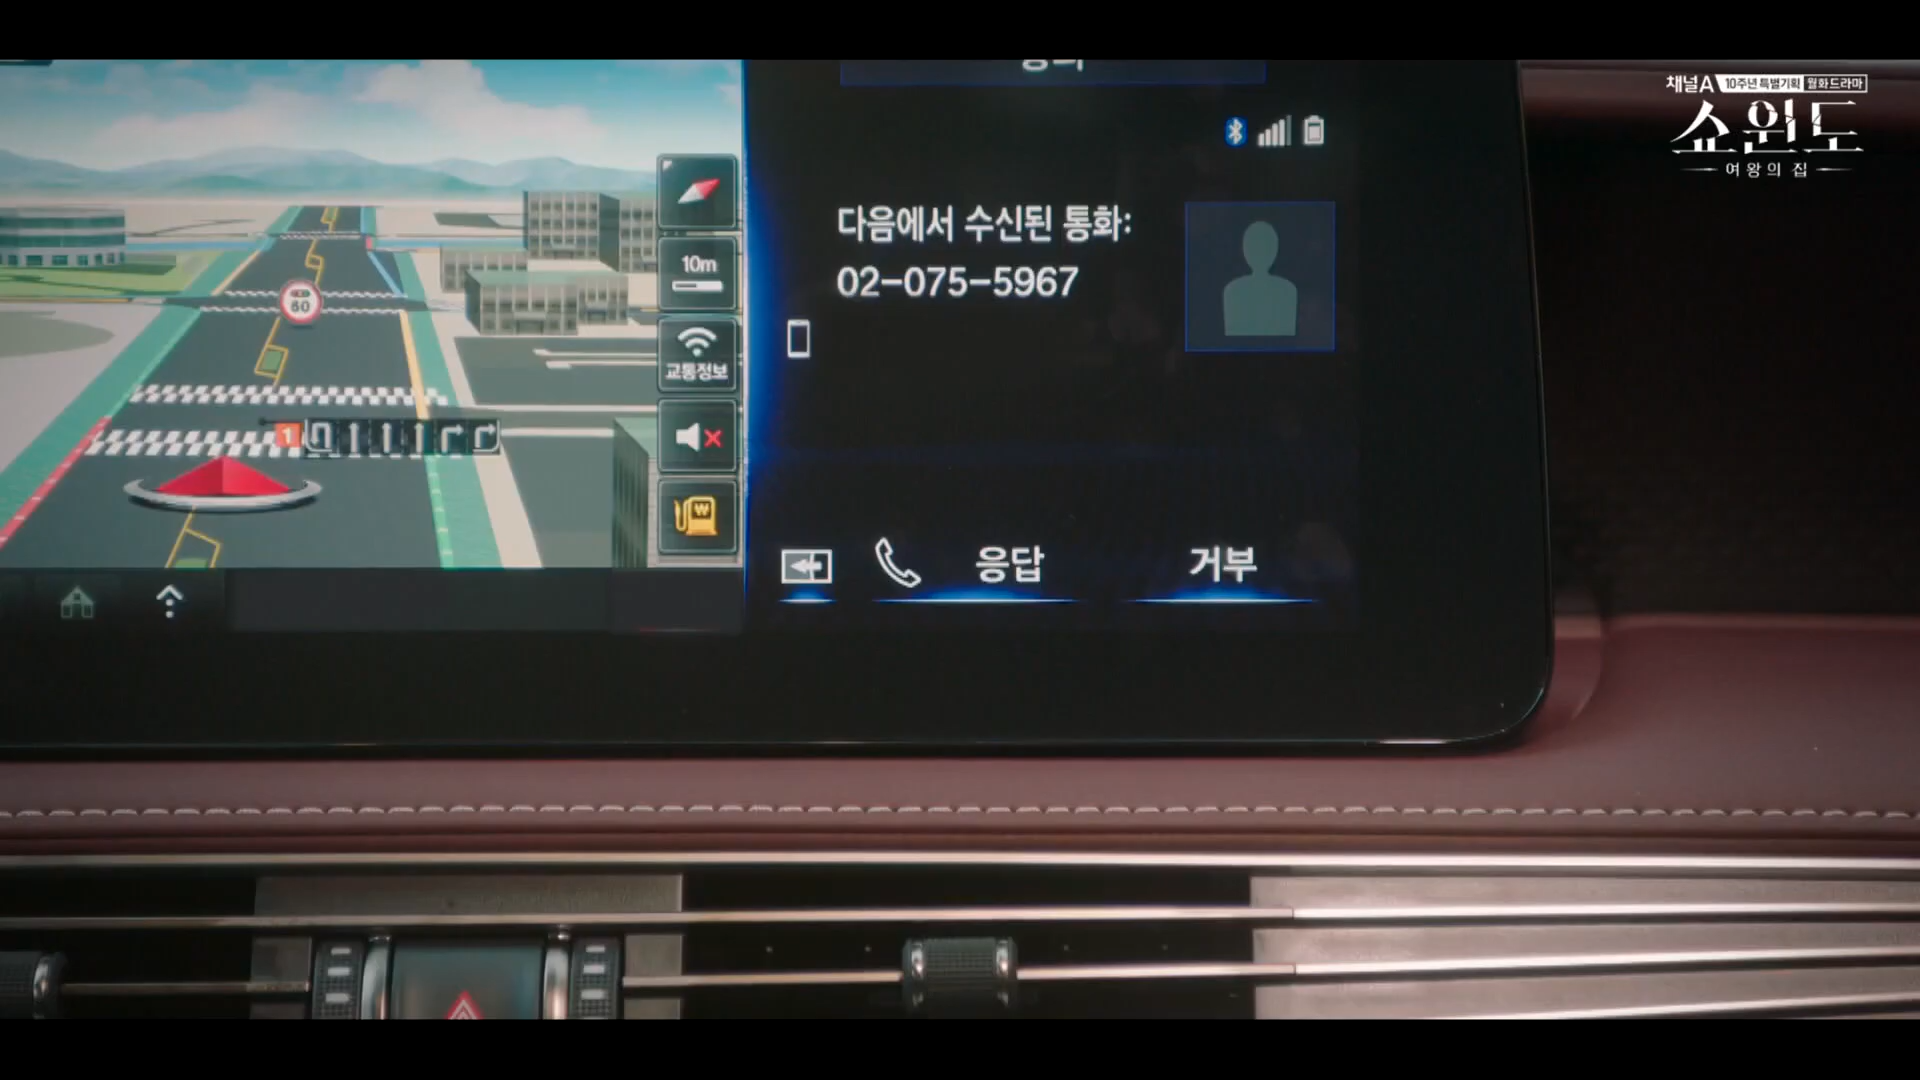 채널A 10주년 특별기획 월화드라마
쇼윈도
여왕의 집
다음에서 수신된 통화:
02-075-5967
10m
60
교통정보
1
W
응답
거부